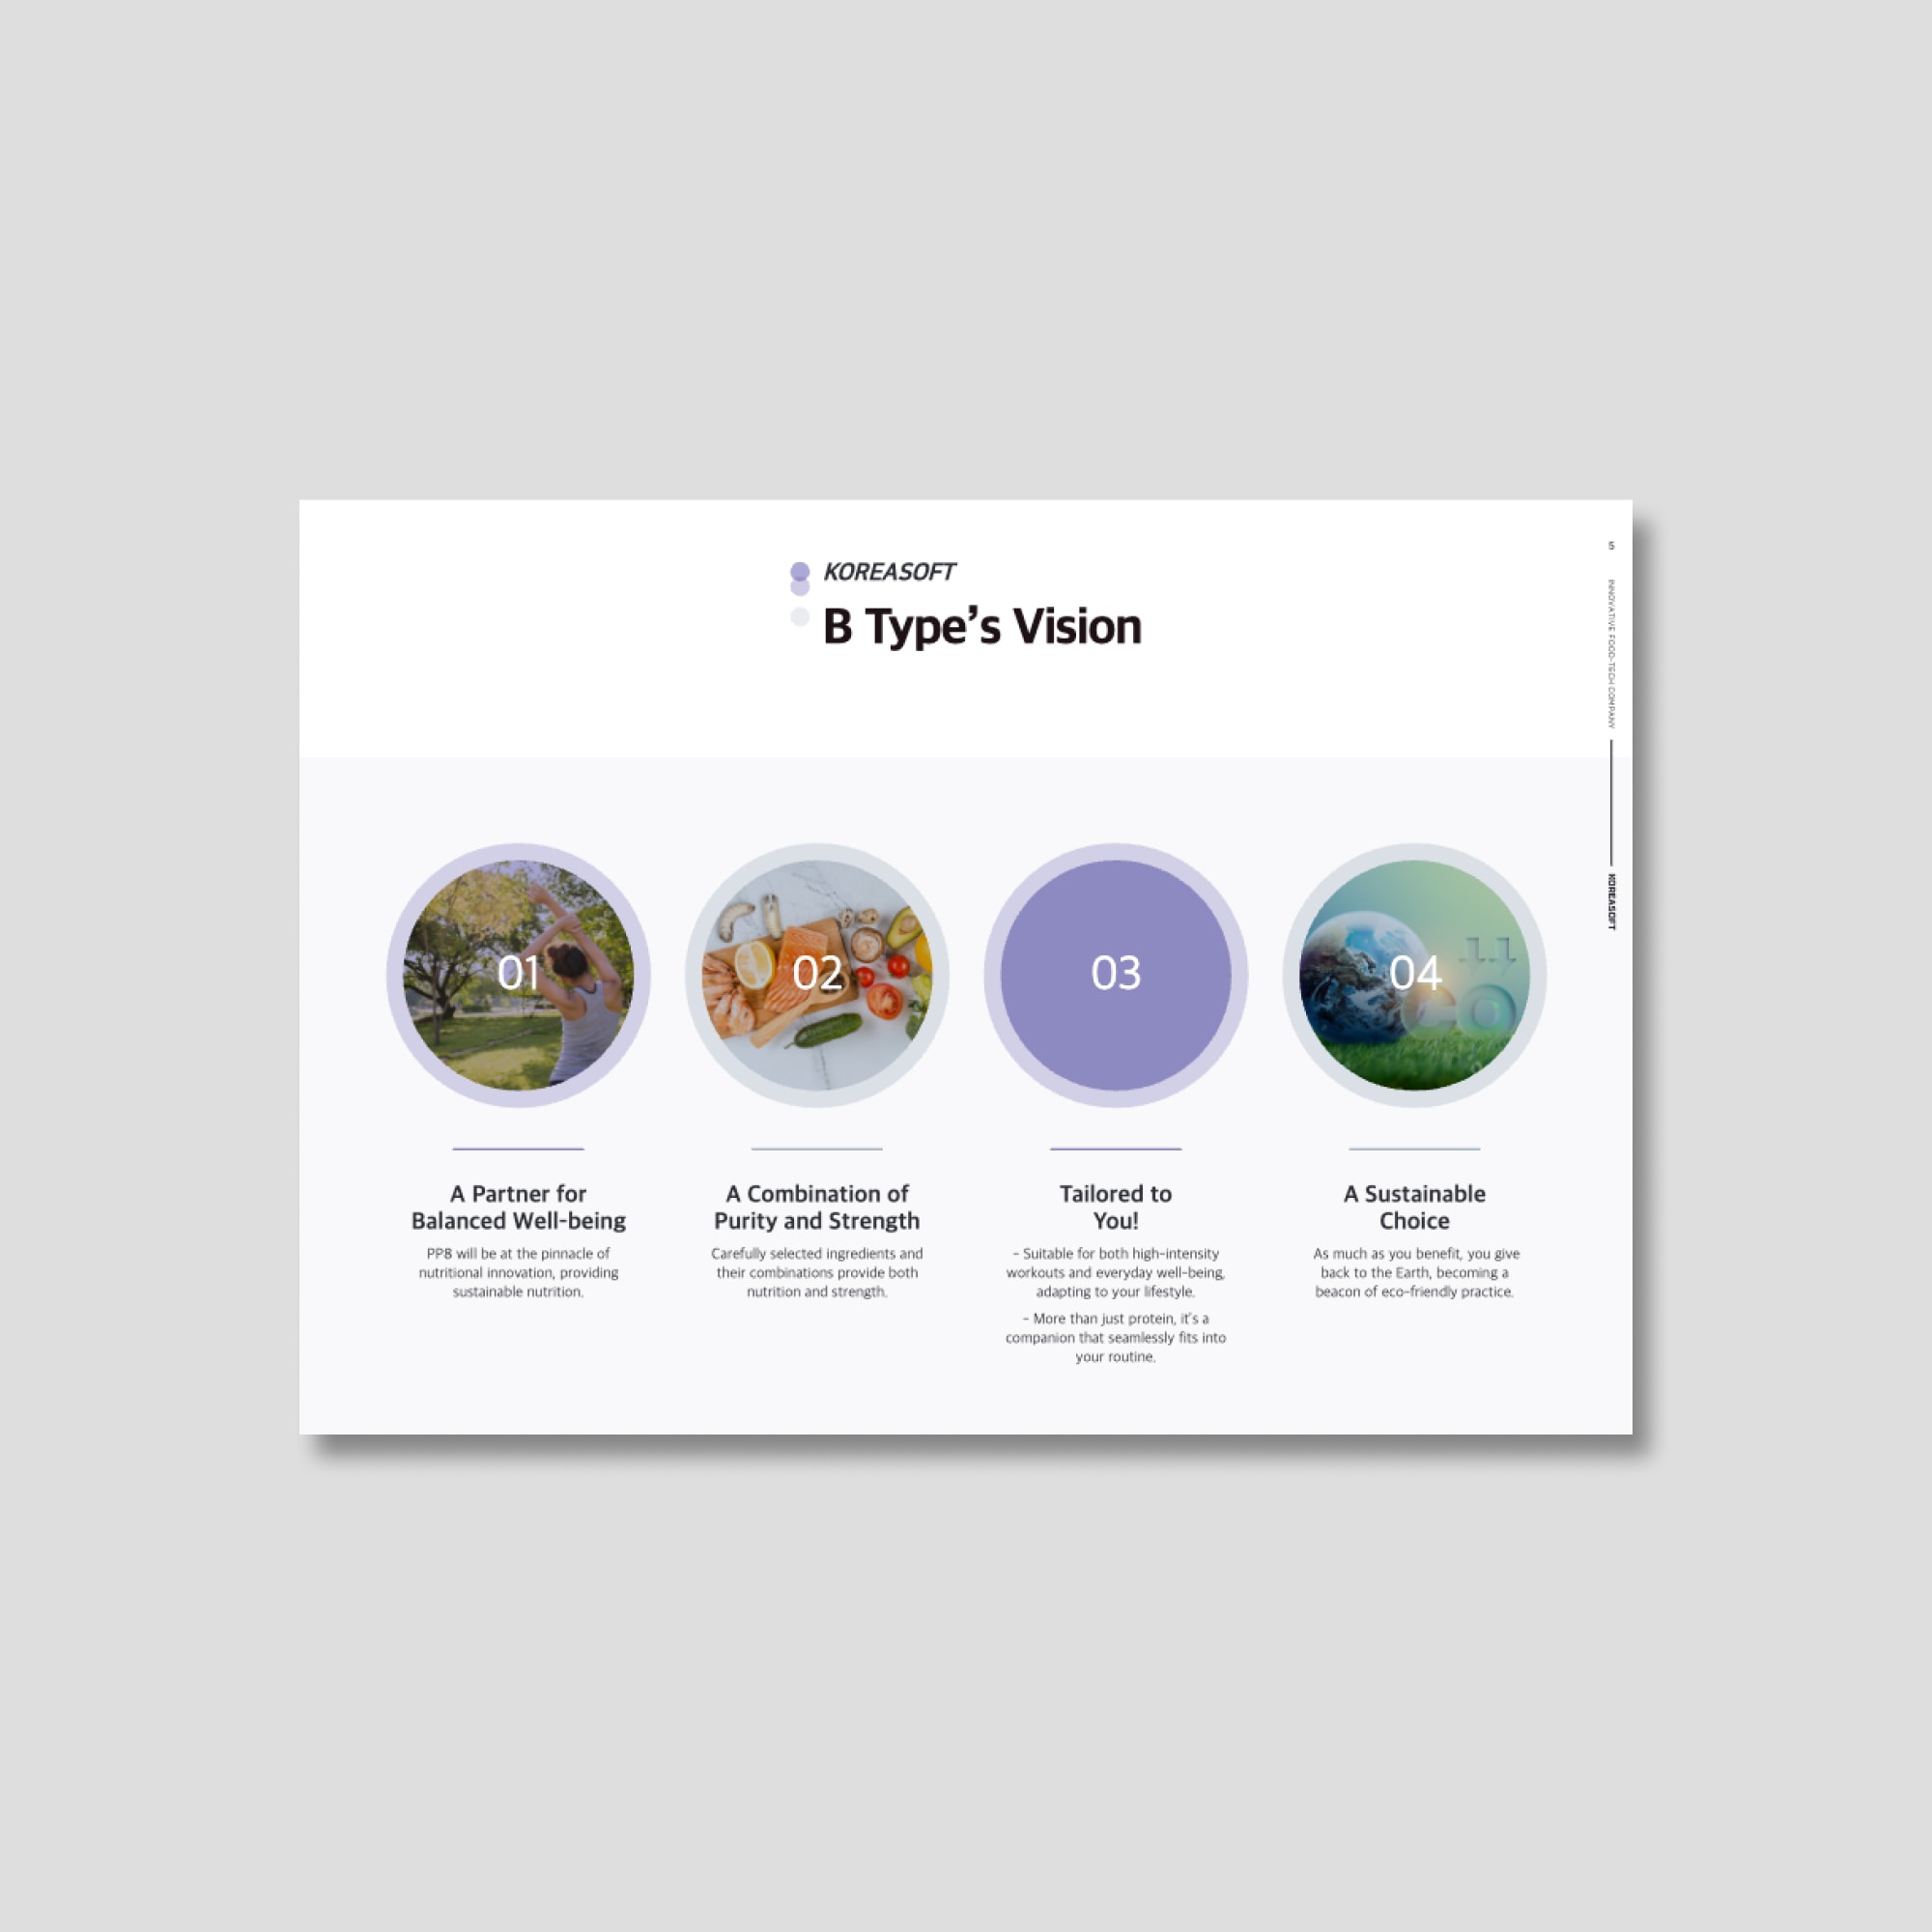 KOREASOFT
B Type’s Vision
5
INNOVATIVE FOOD-TECH COMPANY
KOREASOFT
01
02
03
04
CO
A Partner for
Balanced Well-being
PP8 will be at the pinnacle of
nutritional innovation, providing
sustainable nutrition.
A Combination of
Purity and Strength
Carefully selected ingredients and
their combinations provide both
nutrition and strength.
Tailored to
You!
- Suitable for both high-intensity
workouts and everyday well-being,
adapting to your lifestyle.
- More than just protein, it's a
companion that seamlessly fits into
your routine.
A Sustainable
Choice
As much as you benefit, you give
back to the Earth, becoming a
beacon of eco-friendly practice.